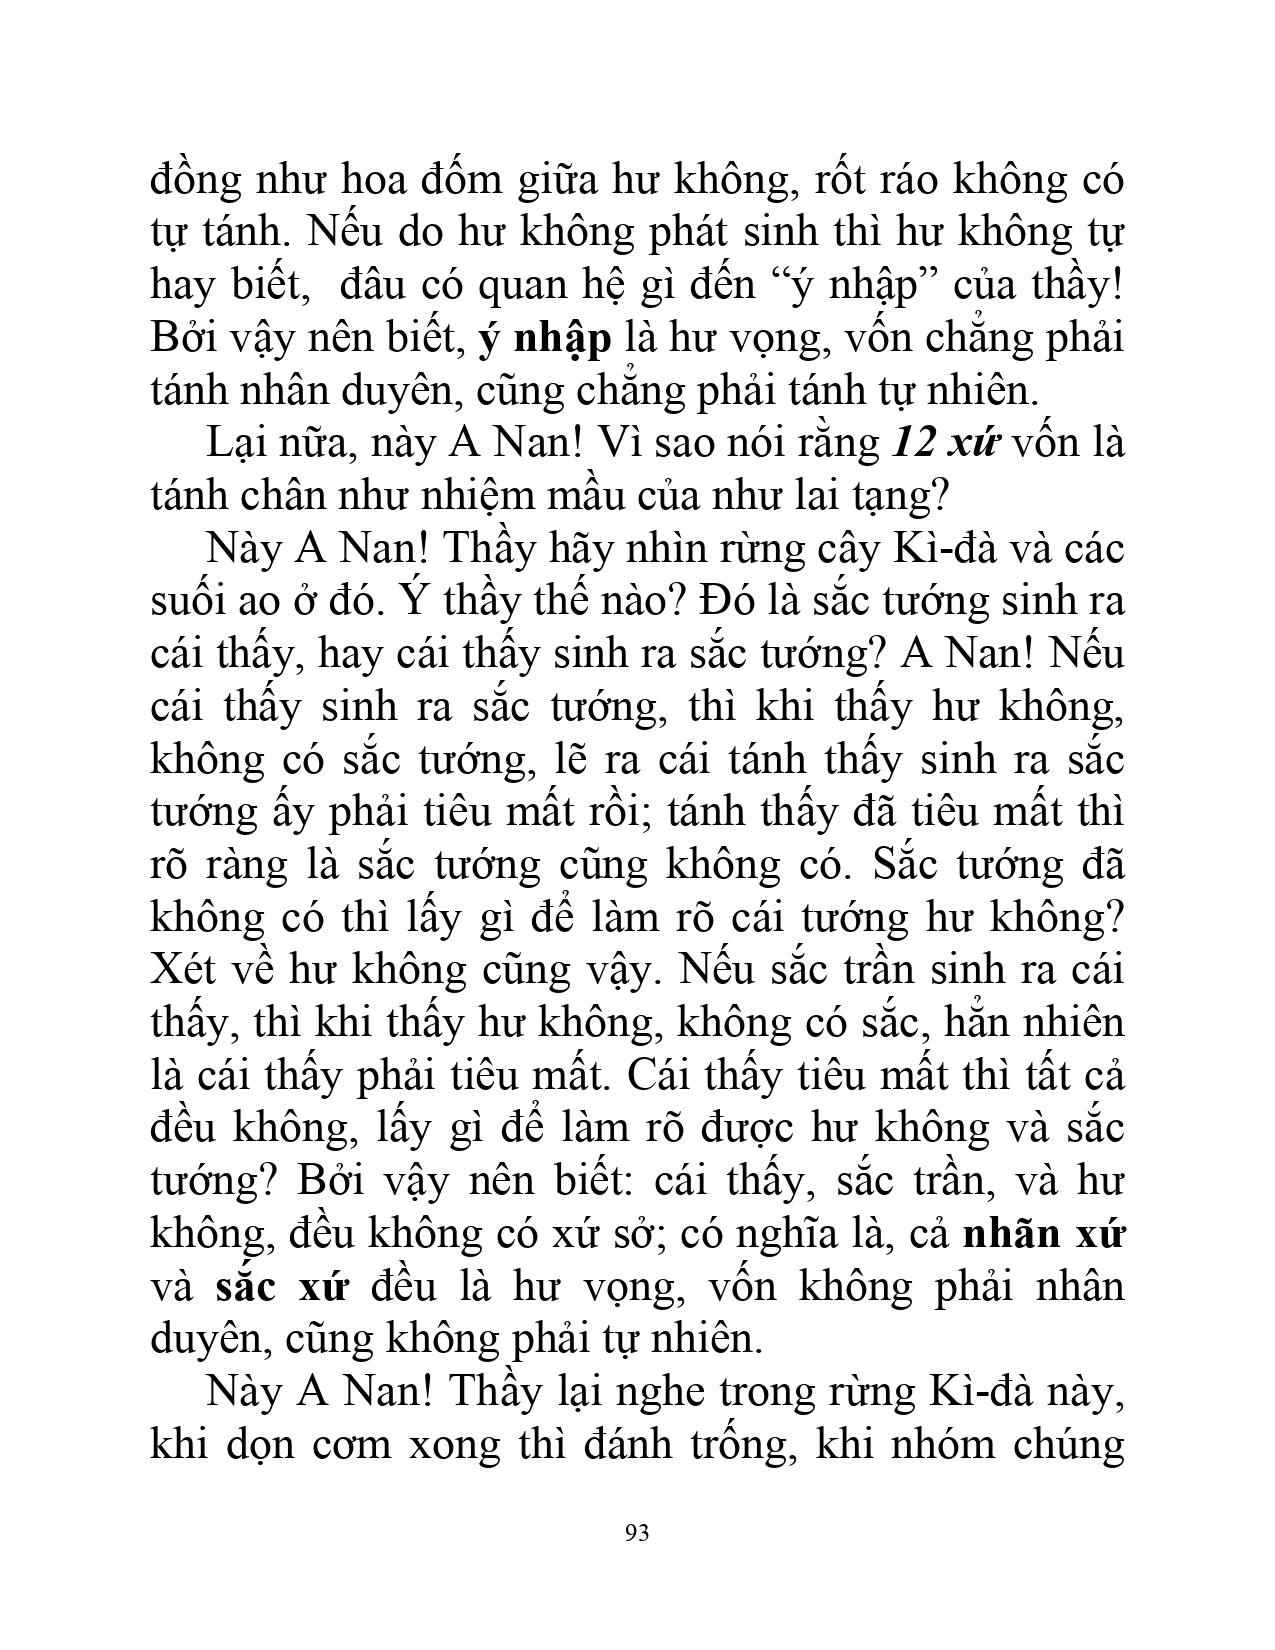 đồng như hoa đốm giữa hư không, rốt ráo không có
tự tánh. Nếu do hư không phát sinh thì hư không tự
hay biết,  đâu có quan hệ gì đến “ý nhập” của thầy!
Bởi vậy nên biết, ý nhập là hư vọng, vốn chẳng phải
tánh nhân duyên, cũng chẳng phải tánh tự nhiên.
Lại nữa, này A Nan! Vì sao nói rằng 12 xứ vốn là
tánh chân như nhiệm mầu của như lai tạng?
Này A Nan! Thầy hãy nhìn rừng cây Kì-đà và các
suối ao ở đó. Ý thầy thế nào? Đó là sắc tướng sinh ra
cái thấy, hay cái thấy sinh ra sắc tướng? A Nan! Nếu
cái thấy sinh ra sắc tướng, thì khi thấy hư không,
không có sắc tướng, lẽ ra cái tánh thấy sinh ra sắc
tướng ấy phải tiêu mất rồi; tánh thấy đã tiêu mất thì
rõ ràng là sắc tướng cũng không có. Sắc tướng đã
không có thì lấy gì để làm rõ cái tướng hư không?
Xét về hư không cũng vậy. Nếu sắc trần sinh ra cái
thấy, thì khi thấy hư không, không có sắc, hẳn nhiên
là cái thấy phải tiêu mất. Cái thấy tiêu mất thì tất cả
đều không, lấy gì để làm rõ được hư không và sắc
tướng? Bởi vậy nên biết: cái thấy, sắc trần, và hư
không, đều không có xứ sở; có nghĩa là, cả nhãn xứ
và sắc xứ đều là hư vọng, vốn không phải nhân
duyên, cũng không phải tự nhiên.
Này A Nan! Thầy lại nghe trong rừng Kì-đà này,
khi dọn cơm xong thì đánh trống, khi nhóm chúng
93